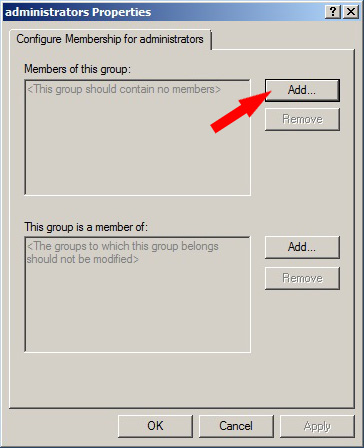 administrators Properties
Configure Membership for administrators
Members of this group:
<This group should contain no members>
Add...
Remove
This group is a member of:
<The groups to which this group belongs
should not be modified>
Add...
Remove
OK
Cancel
Apply